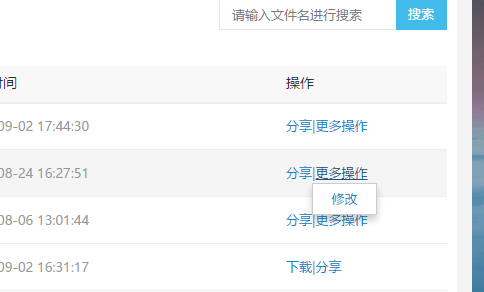 请输入文件名进行搜索 搜索
时间 操作
09-02 17:44:30 分享|更多操作
08-24 16:27:51 分享|更多操作
修改
08-06 13:01:44 分享|更多操作
09-02 16:31:17 下载|分享